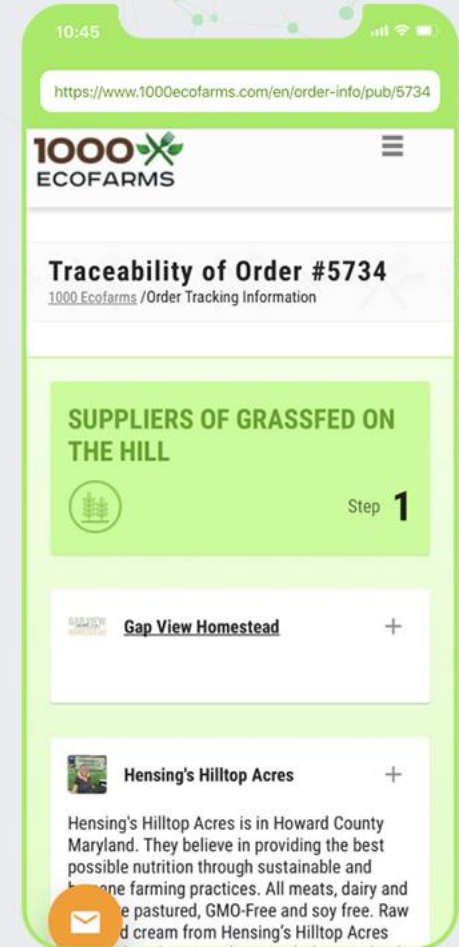 10:45
https://www.1000ecofarms.com/en/order-info/pub/5734
1000
ECOFARMS
Traceability of Order #5734
1000 Ecofarms /Order Tracking Information
SUPPLIERS OF GRASSFED ON
THE HILL
Step 1
Gap View Homestead
+
Hensing's Hilltop Acres
+
Hensing's Hilltop Acres is in Howard County
Maryland. They believe in providing the best
possible nutrition through sustainable and
farming practices. All meats, dairy and
pastured, GMO-Free and soy free. Raw
cream from Hensing's Hilltop Acres